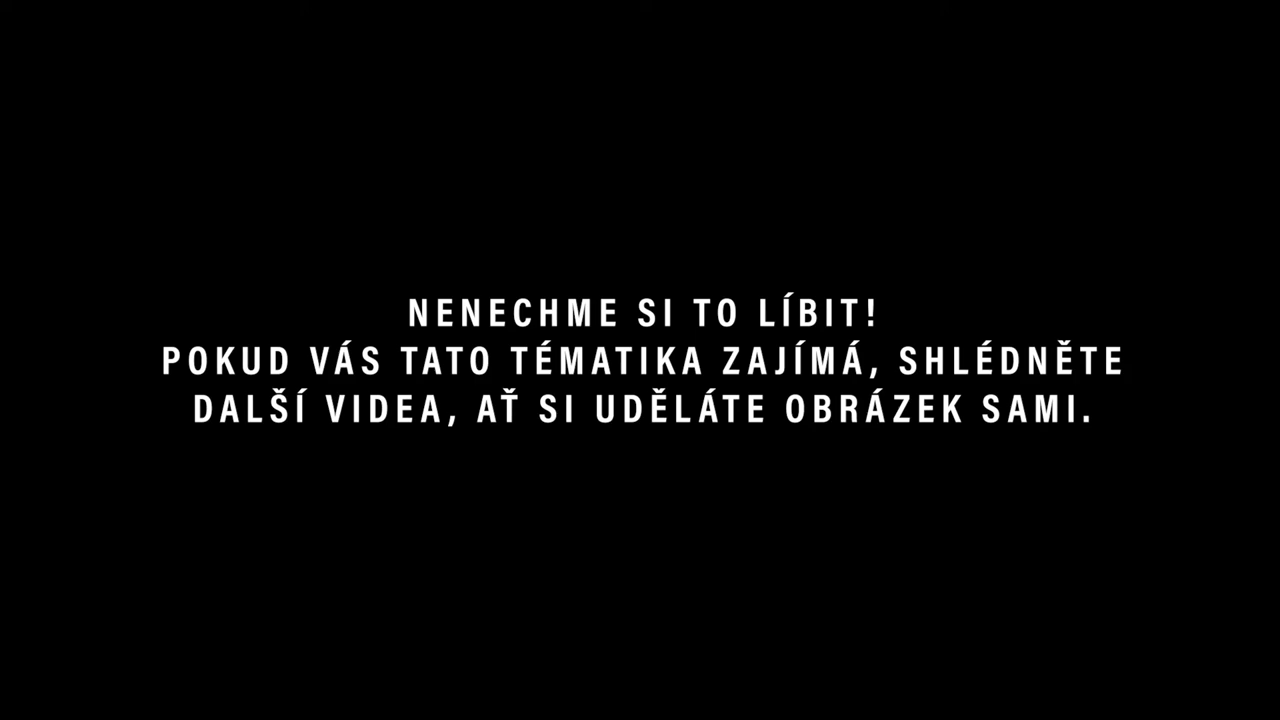 NENECHME SI TO LÍBIT!
POKUD VÁS TATO TÉMATIKA ZAJÍMÁ, SHLÉDNĚTE
DALŠÍ VIDEA, AŤ SI UDĚLÁTE OBRÁZEK SAMI.